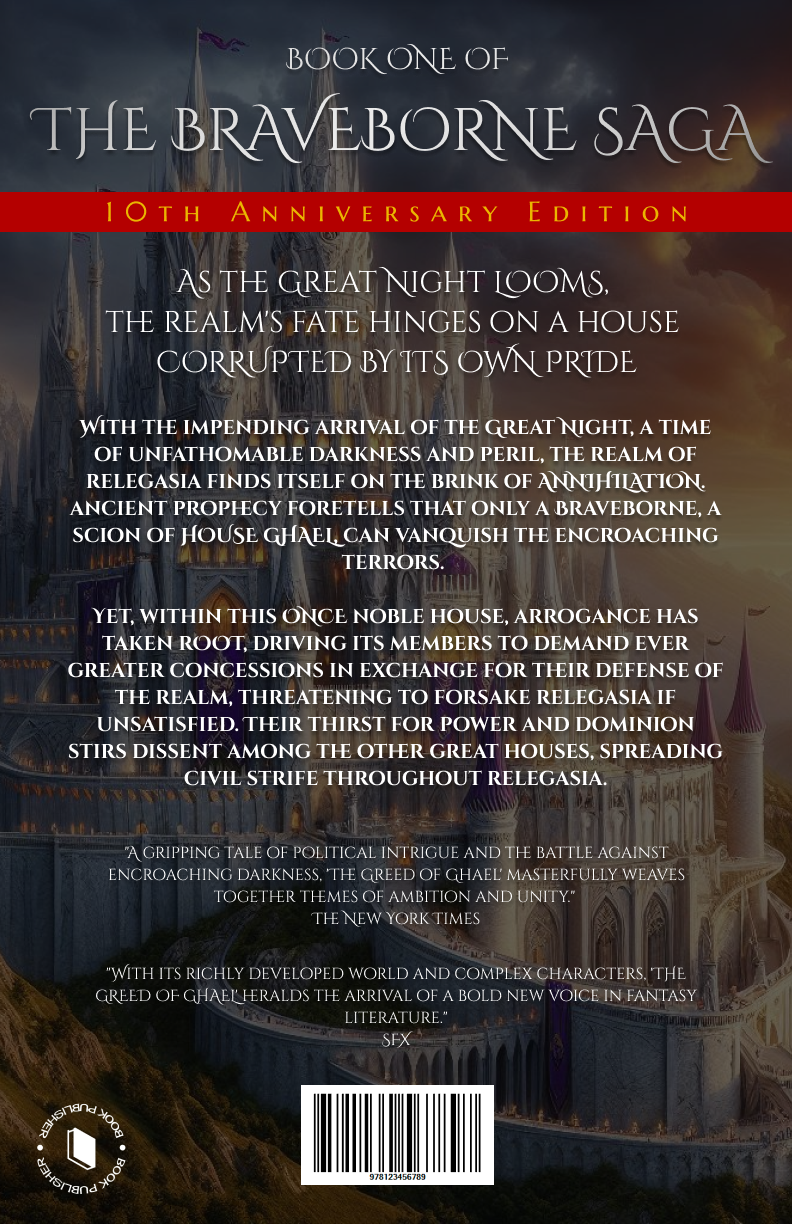 BOOK ONE OF
THE BRAVEBORNE SAGA
10TH ANNIVERSARY EDITION
AS THE GREAT NIGHT LOOMS,
THE REALM'S FATE HINGES ON A HOUSE
CORRUPTED BY ITS OWN PRIDE
WITH THE IMPENDING ARRIVAL OF THE GREAT NIGHT, A TIME
OF UNFATHOMABLE DARKNESS AND PERIL, THE REALM OF
RELEGASIA FINDS ITSELF ON THE BRINK OF ANNIHILATION.
ANCIENT PROPHECY FORETELLS THAT ONLY A BRAVEBORNE, A
SCION OF HOUSE GHAEL, CAN VANQUISH THE ENCROACHING
TERRORS.
YET, WITHIN THIS ONCE NOBLE HOUSE, ARROGANCE HAS
TAKEN ROOT, DRIVING ITS MEMBERS TO DEMAND EVER
GREATER CONCESSIONS IN EXCHANGE FOR THEIR DEFENSE OF
THE REALM, THREATENING TO FORSAKE RELEGASIA IF
UNSATISFIED. THEIR THIRST FOR POWER AND DOMINION
STIRS DISSENT AMONG THE OTHER GREAT HOUSES, SPREADING
CIVIL STRIFE THROUGHOUT RELEGASIA.
"A GRIPPING TALE OF POLITICAL INTRIGUE AND THE BATTLE AGAINST
ENCROACHING DARKNESS, 'THE GREED OF GHAEL' MASTERFULLY WEAVES
TOGETHER THEMES OF AMBITION AND UNITY."
THE NEW YORK TIMES
"WITH ITS RICHLY DEVELOPED WORLD AND COMPLEX CHARACTERS, 'THE
GREED OF GHAEL' HERALDS THE ARRIVAL OF A BOLD NEW VOICE IN FANTASY
LITERATURE."
SFX
BOOK PUBLISHER • BOOK PUBLISHER •
978123456789